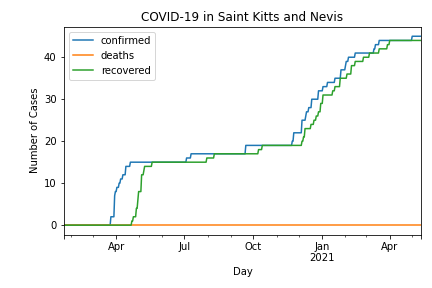 COVID-19 in Saint Kitts and Nevis
confirmed
deaths
recovered
Number of Cases
40
30
20
10
0
Apr
Jul
Oct
Jan
2021
Apr
Day